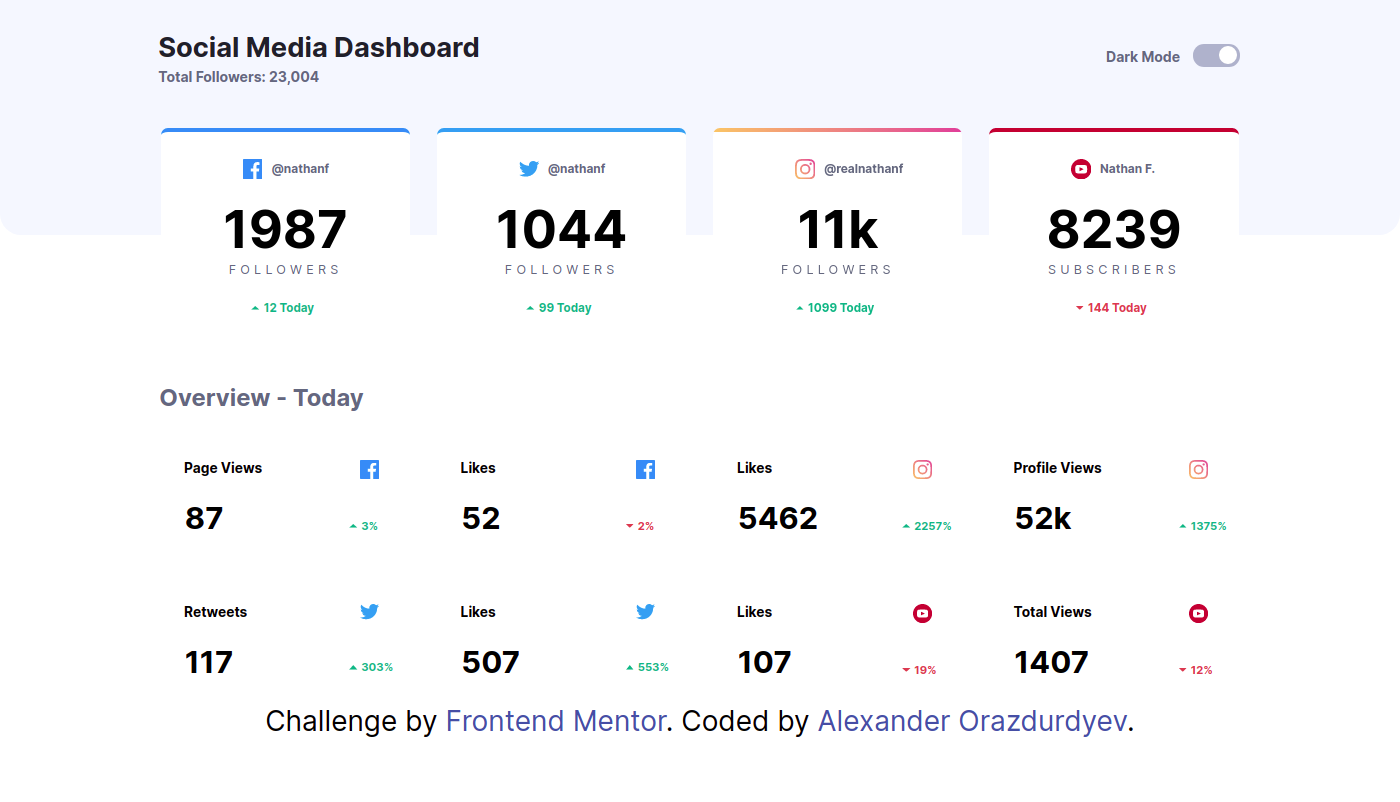 Social Media Dashboard
Total Followers: 23,004
Dark Mode
@nathanf
1987
FOLLOWERS
12 Today
@nathanf
1044
FOLLOWERS
99 Today
@realnathanf
11k
FOLLOWERS
1099 Today
Nathan F.
8239
SUBSCRIBERS
144 Today
Overview - Today
Page Views
87
3%
Likes
52
2%
Likes
5462
2257%
Profile Views
52k
1375%
Retweets
117
303%
Likes
507
553%
Likes
107
19%
Total Views
1407
12%
Challenge by Frontend Mentor. Coded by Alexander Orazdurdyev.